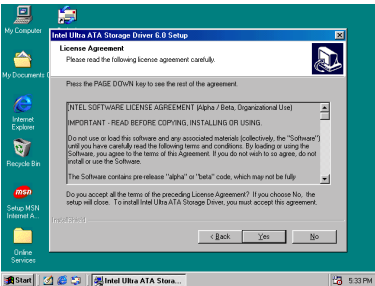 My Computer
My Documents
Internet
Explorer
Recycle Bin
msn
Setup MSN
Internet A...
Online
Services
Intel Ultra ATA Storage Driver 6.0 Setup
License Agreement
Please read the following license agreement carefully.
Press the PAGE DOWN key to see the rest of the agreement.
INTEL SOFTWARE LICENSE AGREEMENT (Alpha / Beta, Organizational Use)
IMPORTANT - READ BEFORE COPYING, INSTALLING OR USING.
Do not use or load this software and any associated materials (collectively, the "Software")
until you have carefully read the following terms and conditions. By loading or using the
Software, you agree to the terms of this Agreement. If you do not wish to so agree, do not
install or use the Software.
The Software contains pre-release "alpha" or "beta" code, which may not be fully
Do you accept all the terms of the preceding License Agreement? If you choose No, the
setup will close. To install Intel Ultra ATA Storage Driver, you must accept this agreement.
InstallShield
< Back
Yes
No
Start
Intel Ultra ATA Stora...
5:33 PM